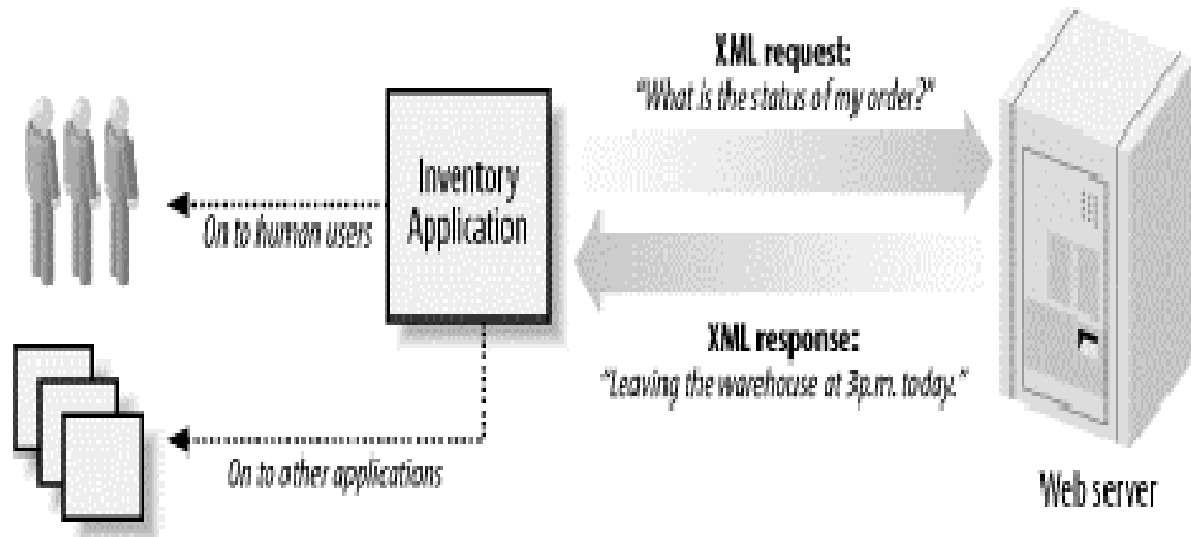 XML request:
"What is the status of my order?"
Inventory
Application
On to human users
XML response:
"Leaving the warehouse at 3p.m. today."
On to other applications
Web server